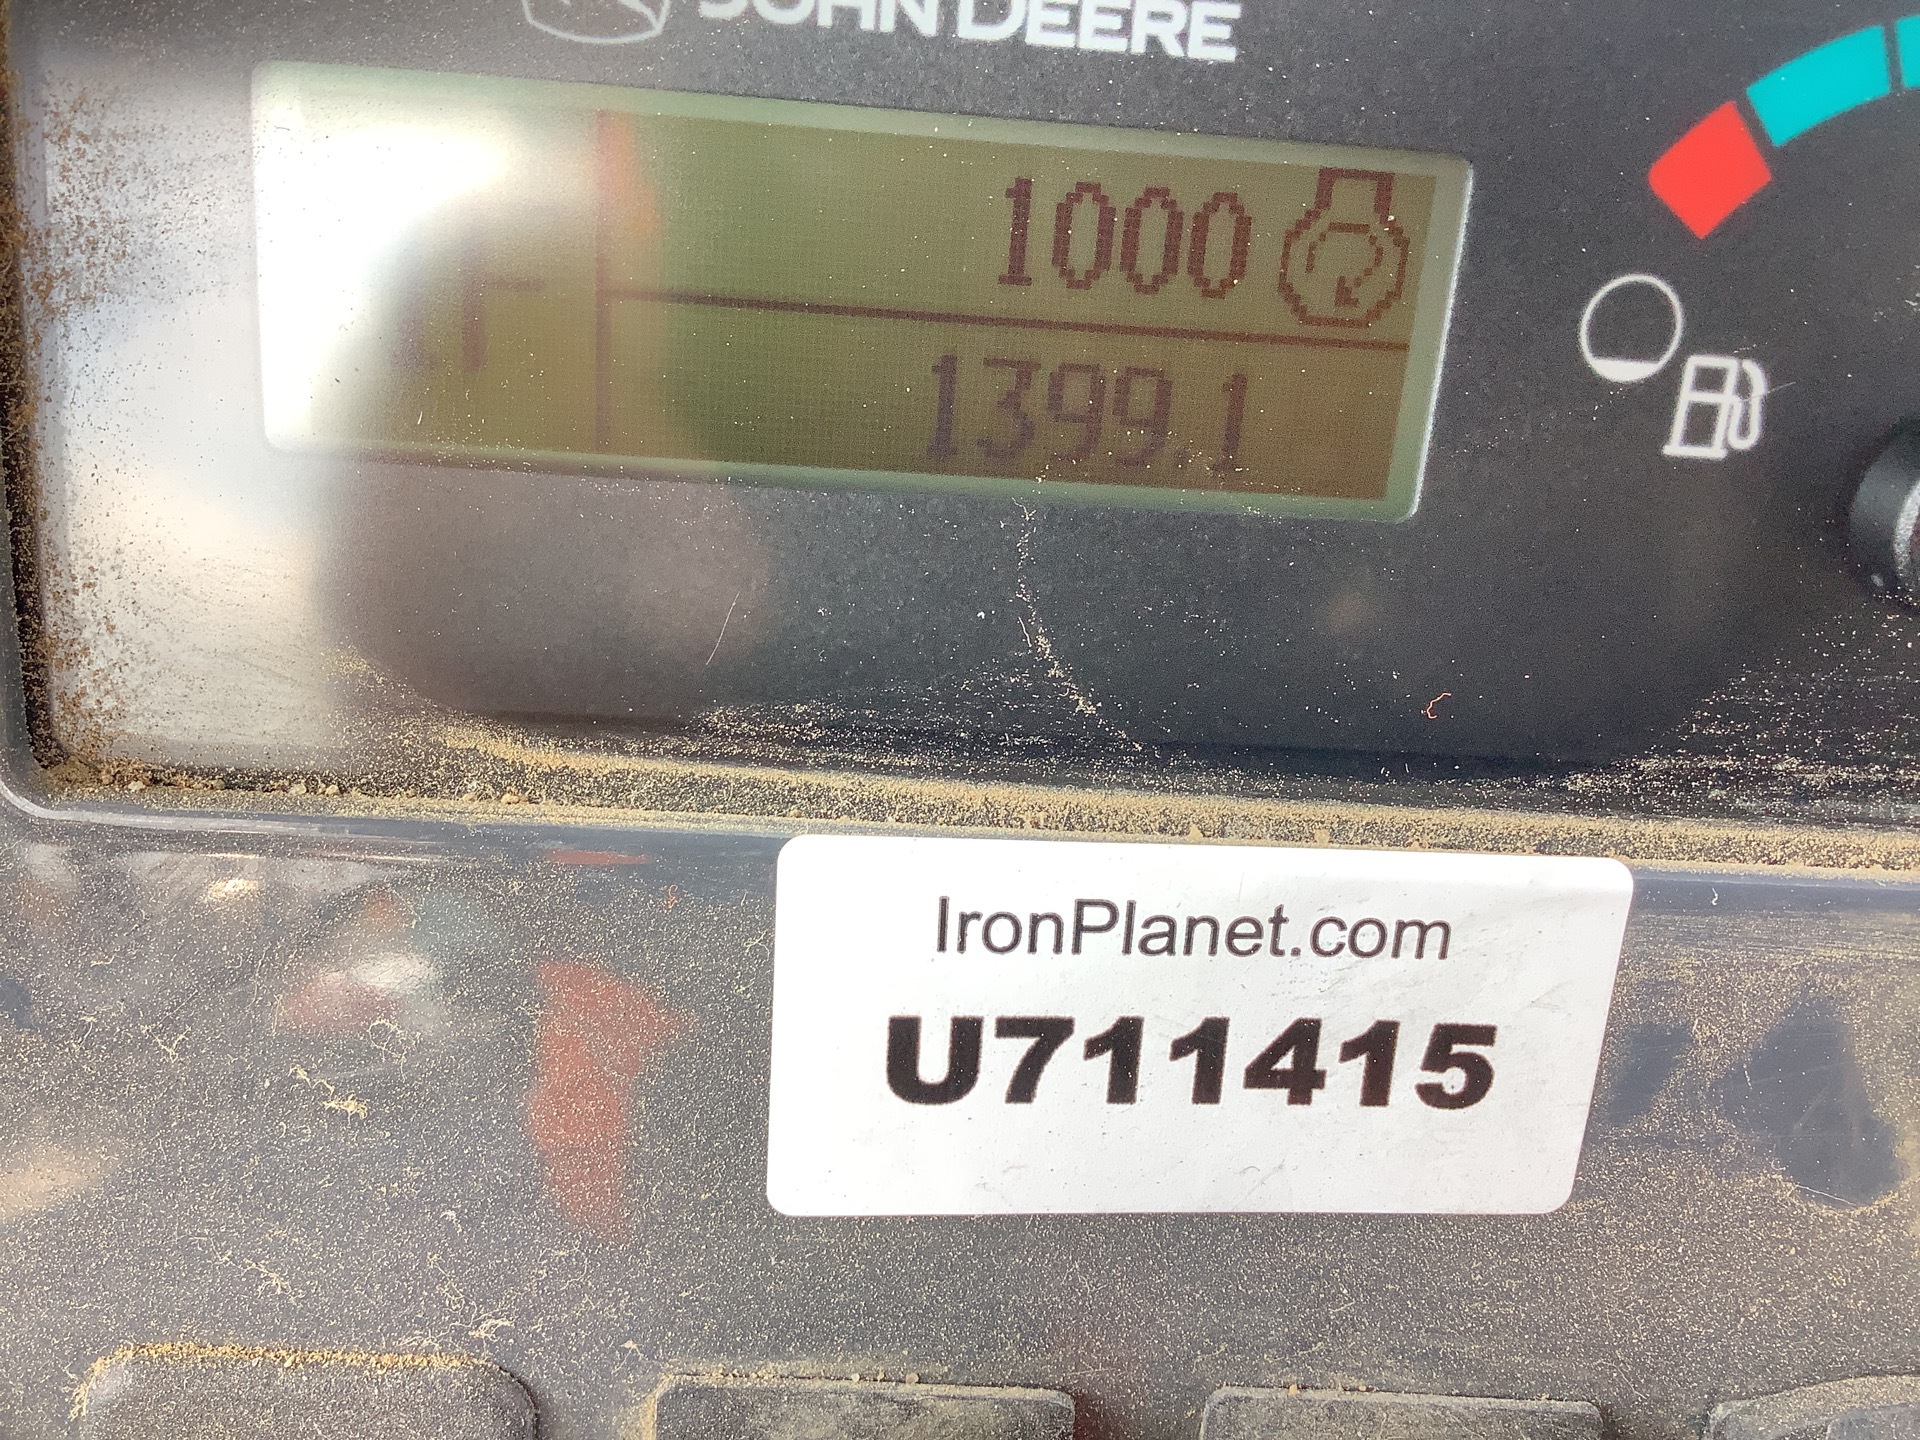 JOHN DEERE
1000
1399.1
IronPlanet.com
U711415